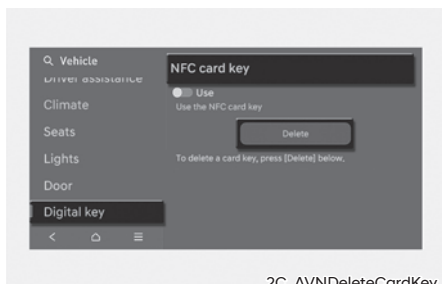 Vehicle
Driver assistance
Climate
Seats
Lights
Door
Digital key
NFC card key
Use
Use the NFC card key
Delete
To delete a card key, press [Delete] below.
2C_AVNDeleteCardKey